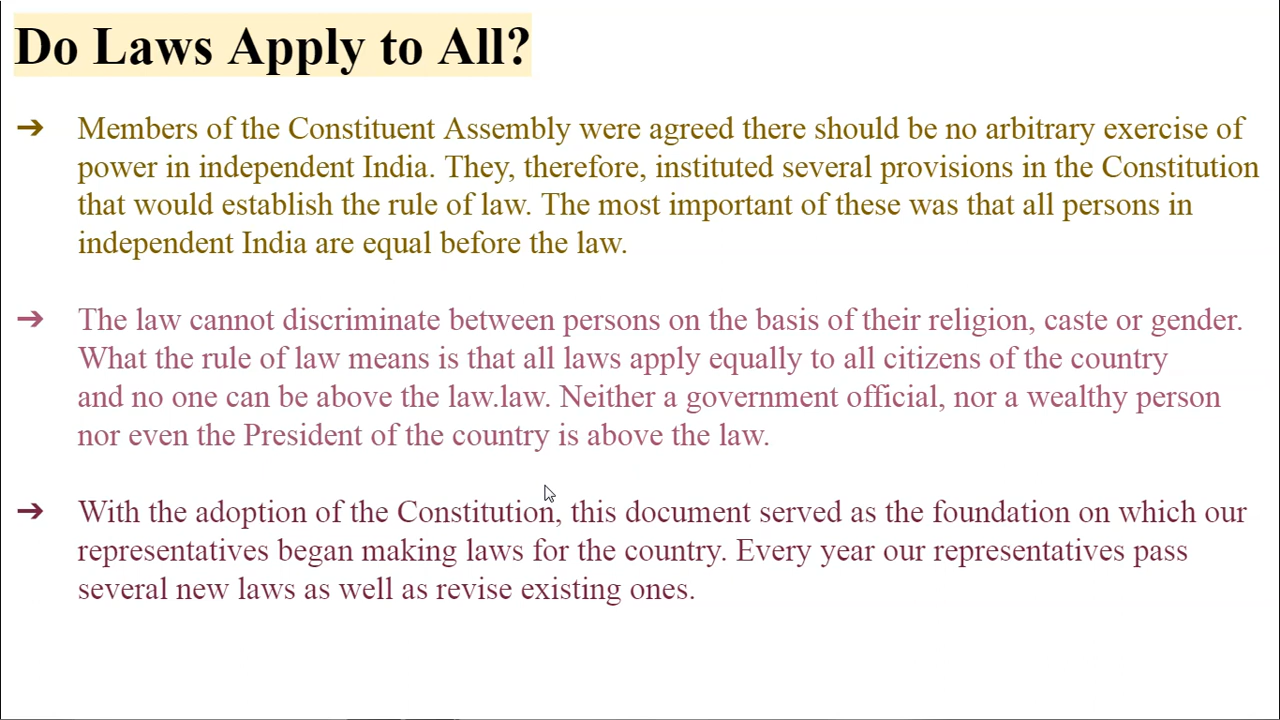 Do Laws Apply to All?
➔ Members of the Constituent Assembly were agreed there should be no arbitrary exercise of
power in independent India. They, therefore, instituted several provisions in the Constitution
that would establish the rule of law. The most important of these was that all persons in
independent India are equal before the law.
➔ The law cannot discriminate between persons on the basis of their religion, caste or gender.
What the rule of law means is that all laws apply equally to all citizens of the country
and no one can be above the law.law. Neither a government official, nor a wealthy person
nor even the President of the country is above the law.
➔ With the adoption of the Constitution, this document served as the foundation on which our
representatives began making laws for the country. Every year our representatives pass
several new laws as well as revise existing ones.